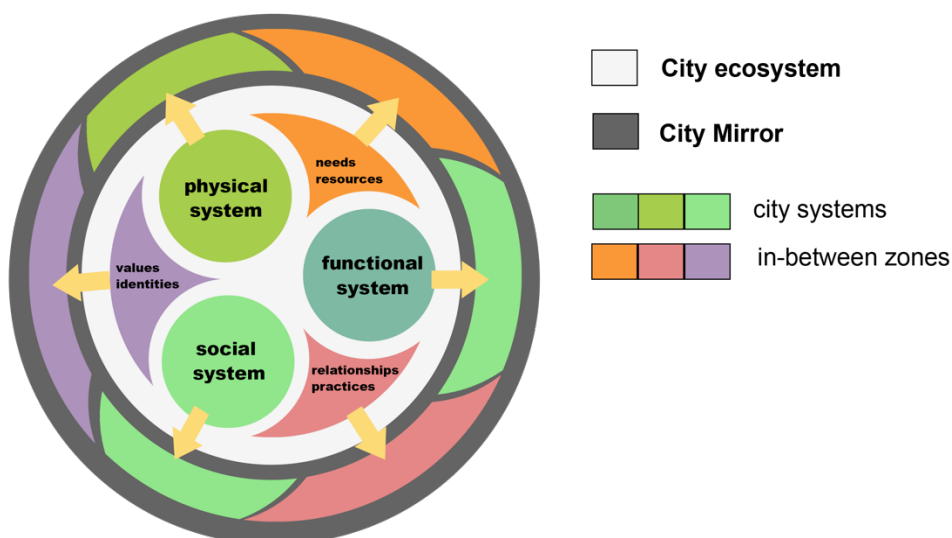 City ecosystem
City Mirror
city systems
in-between zones
physical
system
needs
resources
functional
system
values
identities
social
system
relationships
practices